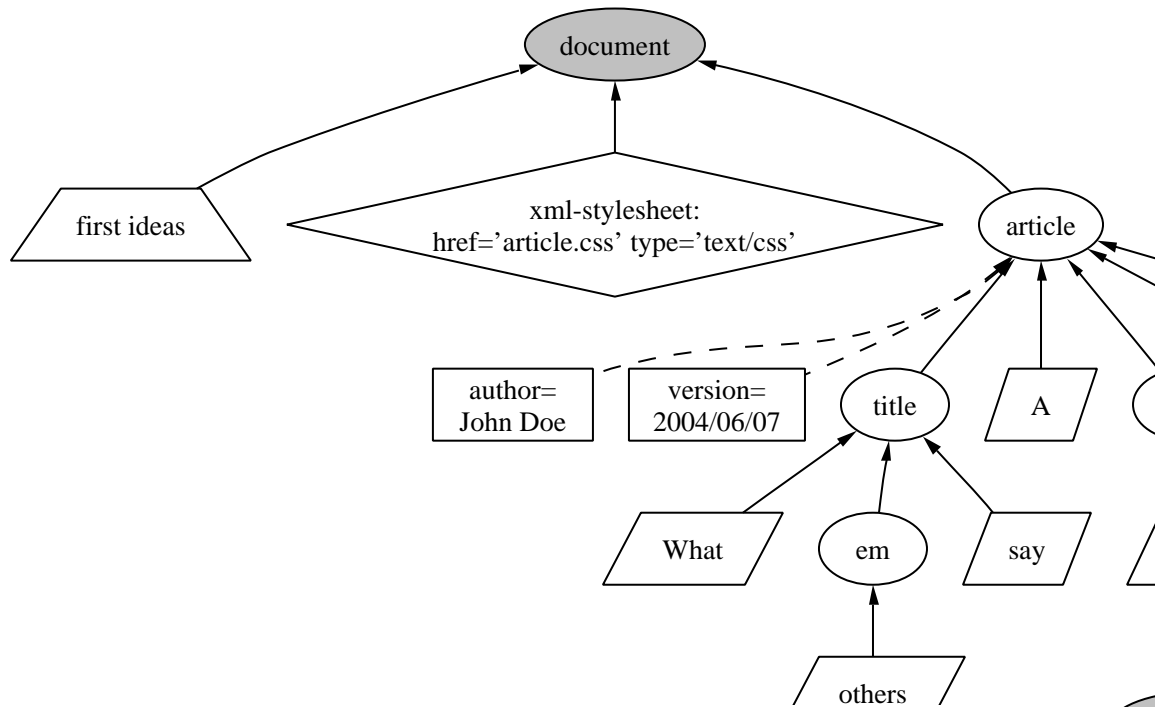 document
first ideas
xml-stylesheet:
href=’article.css’ type=’text/css’
article
author=
John Doe
version=
2004/06/07
title
A
What
em
say
others